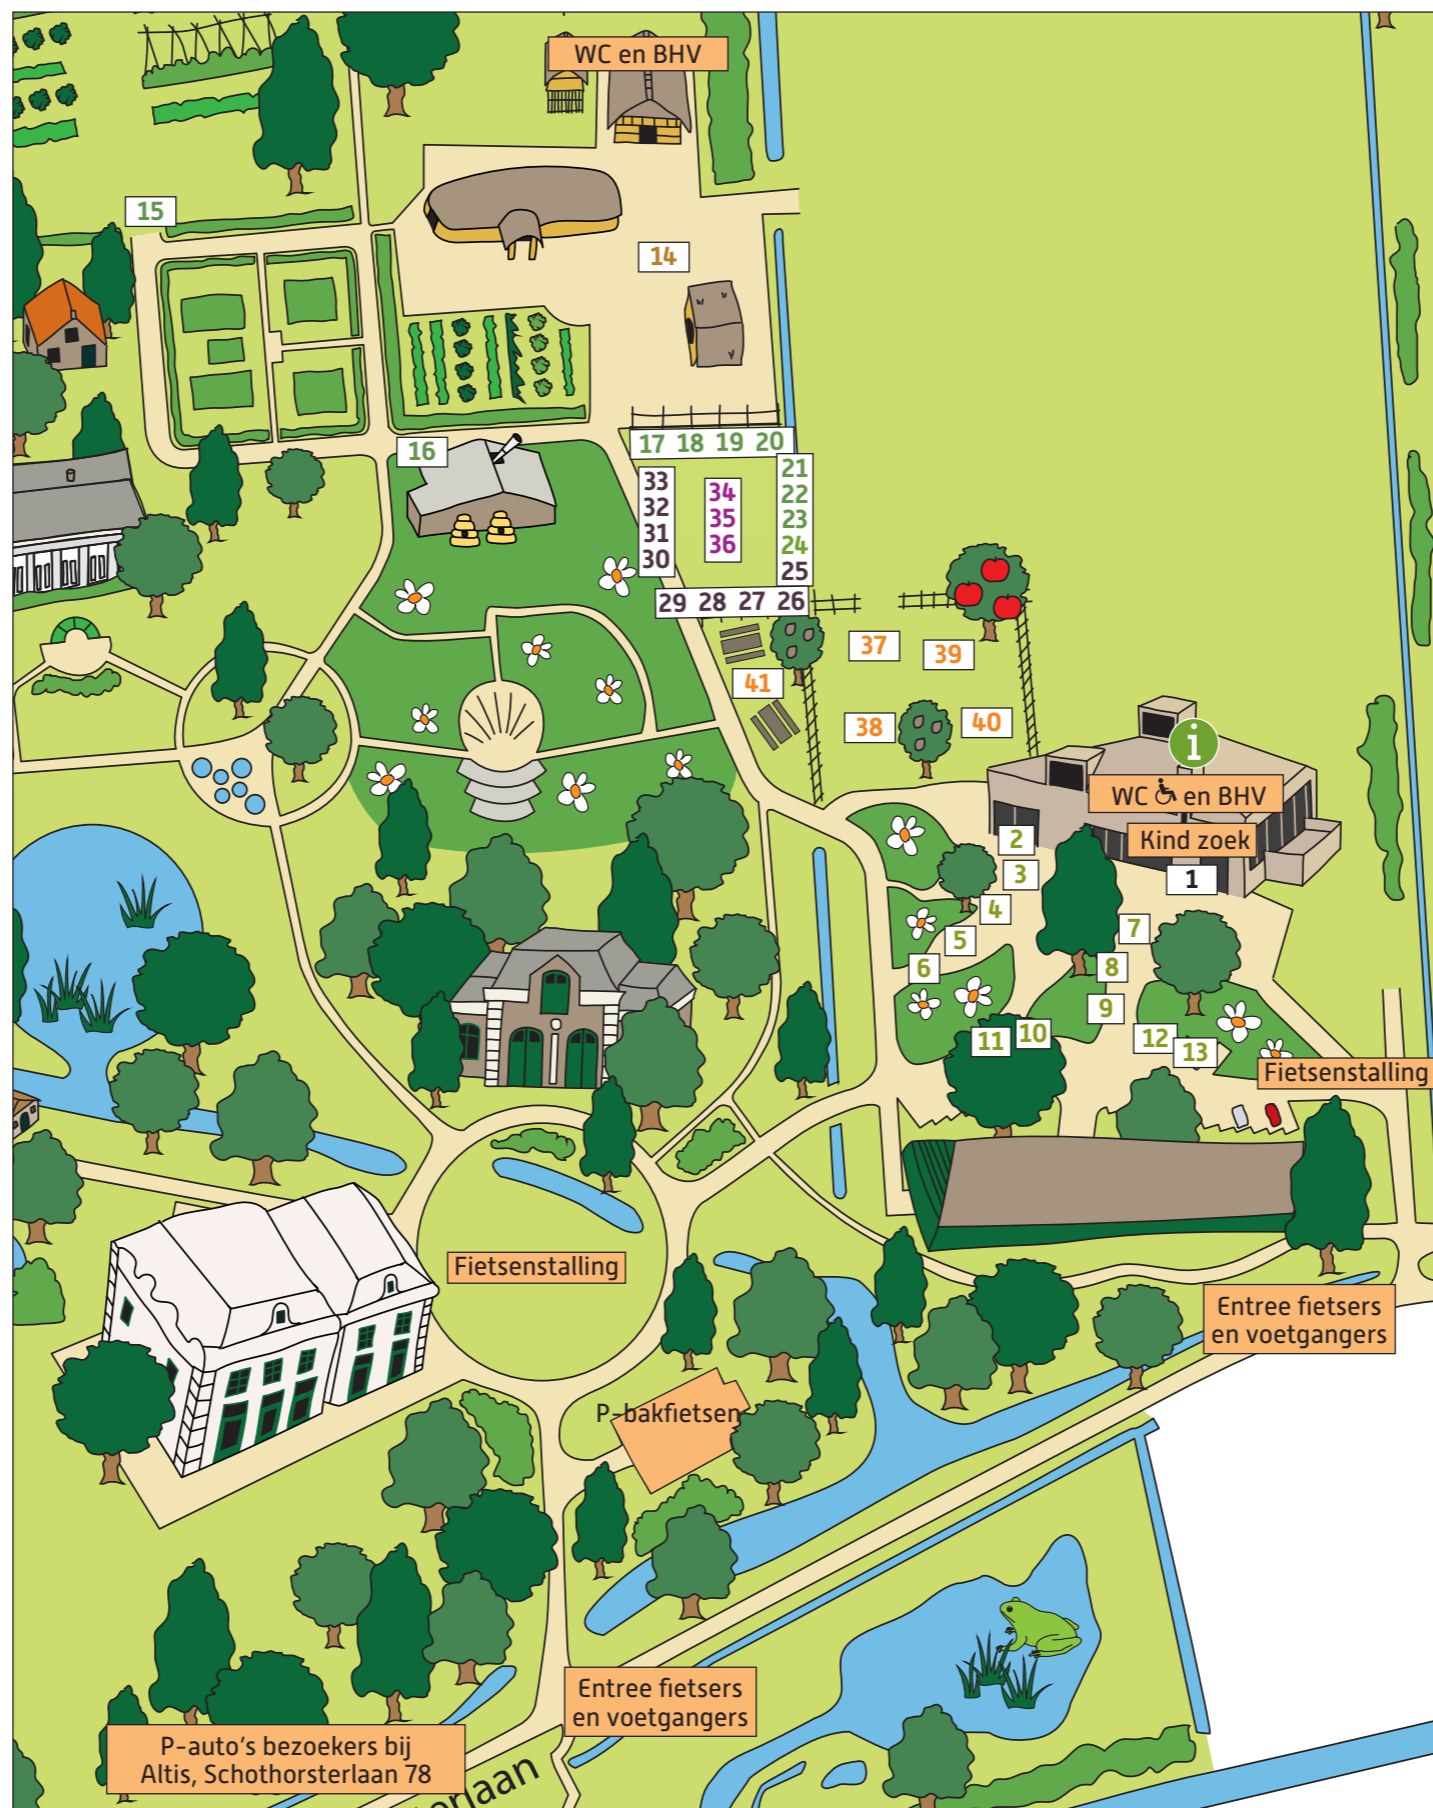 WC en BHV
15
14
16
17 18 19 20
21
22
23
24
25
33
32
31
30
34
35
36
29 28 27 26
37
39
41
38
40
i
WC en BHV
Kind zoek
1
2
3
4
5
6
7
8
9
10
11
12
13
Fietsenstalling
Fietsenstalling
Entree fietsers
en voetgangers
P-bakfietsen
Entree fietsers
en voetgangers
P-auto's bezoekers bij
Altis, Schothorsterlaan 78
erlaan